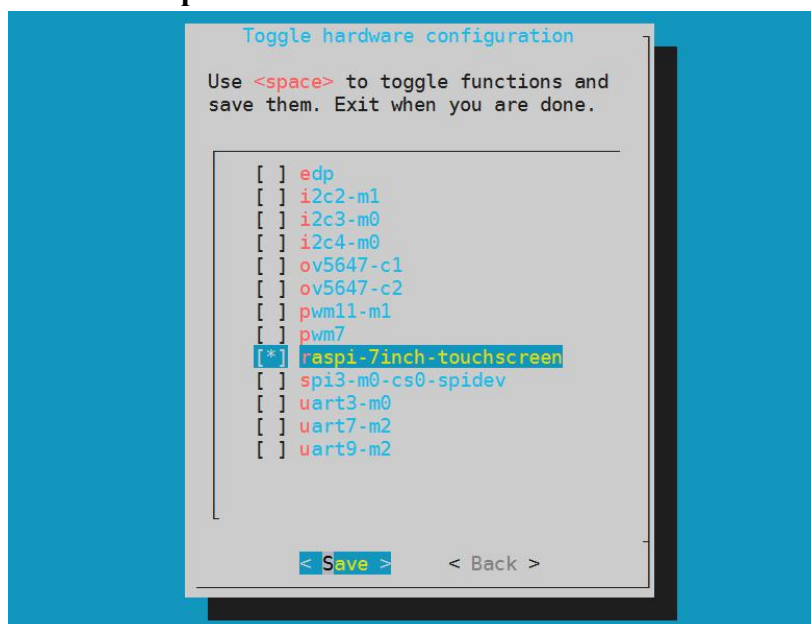 Toggle hardware configuration
Use <space> to toggle functions and
save them. Exit when you are done.
[ ] edp
[ ] i2c2-m1
[ ] i2c3-m0
[ ] i2c4-m0
[ ] ov5647-c1
[ ] ov5647-c2
[ ] pwm11-m1
[ ] pwm7
[*] raspi-7inch-touchscreen
[ ] spi3-m0-cs0-spidev
[ ] uart3-m0
[ ] uart7-m2
[ ] uart9-m2
< Save > < Back >